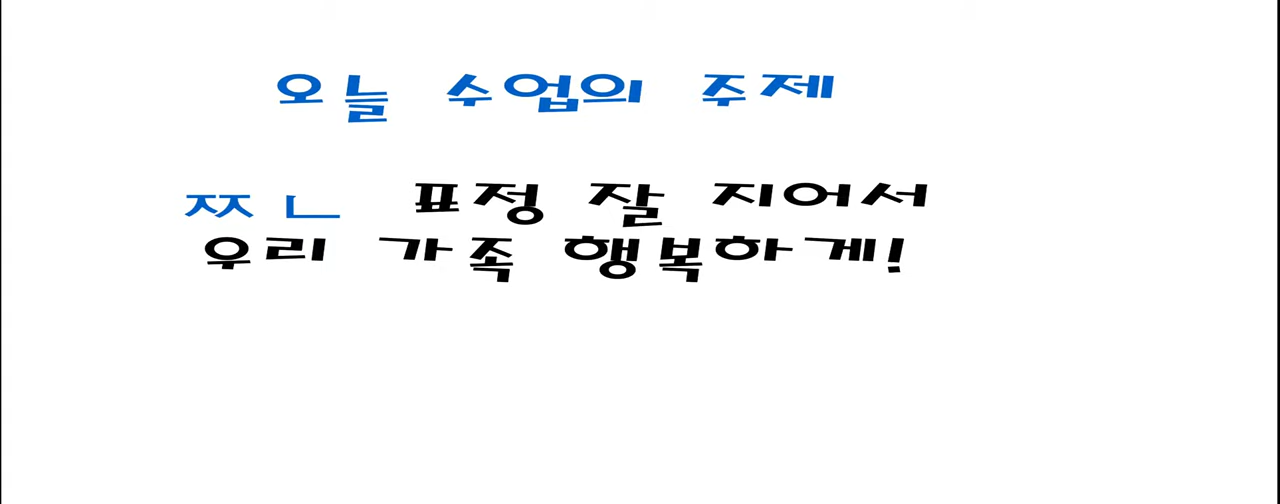 오늘 수업의 주제
ㅉ ㄴ 표정 잘 지어서
우리 가족 행복하게!